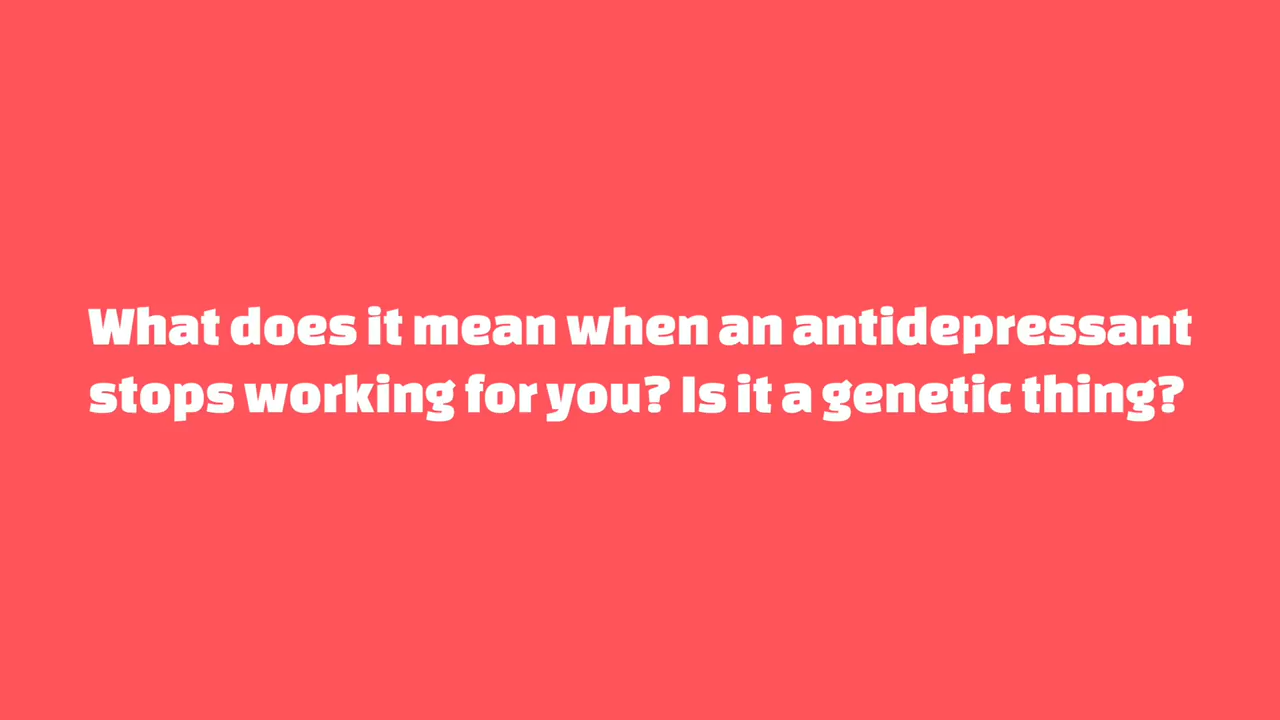 What does it mean when an antidepressant
stops working for you? Is it a genetic thing?